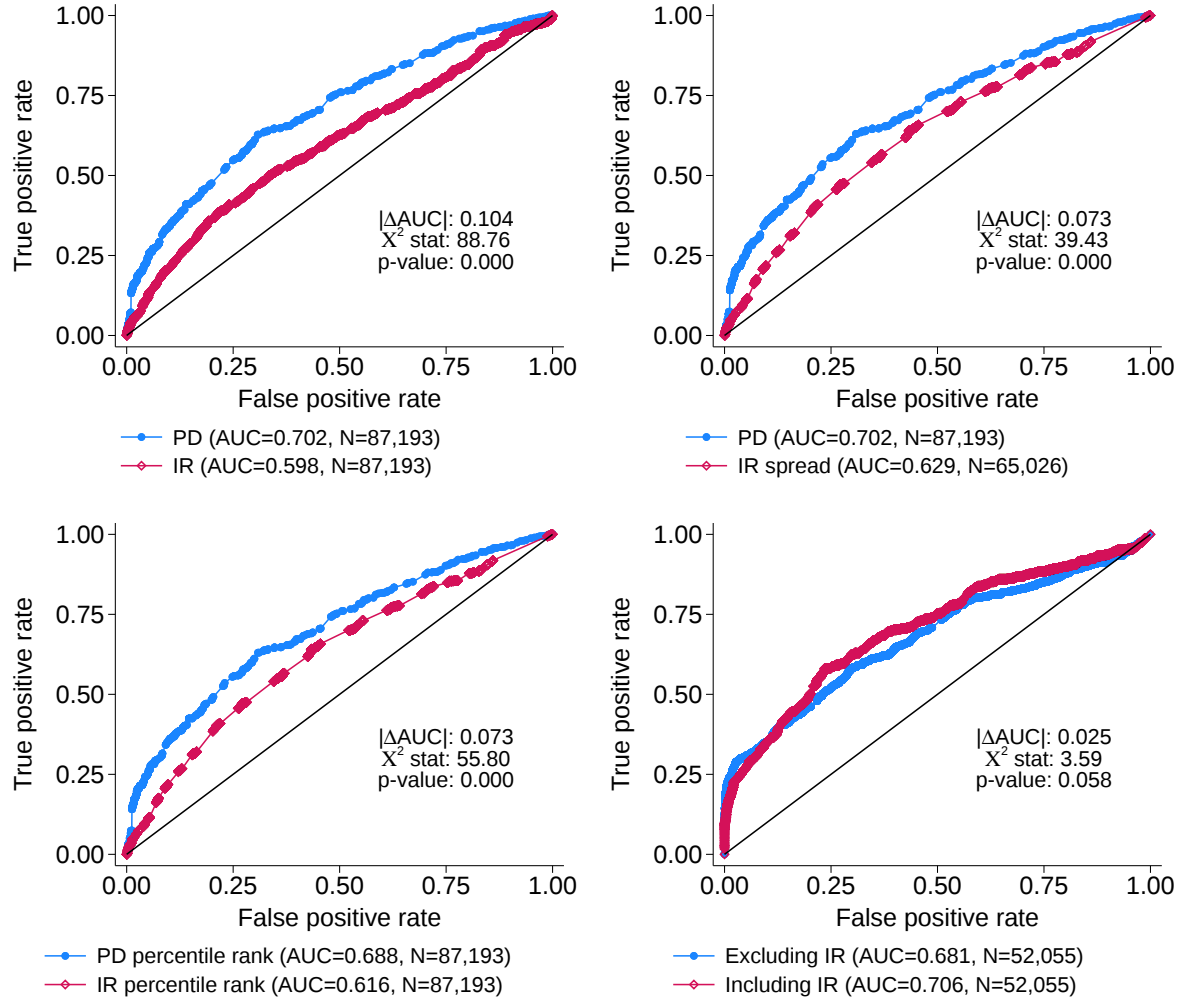 1.00
0.75
0.50
0.25
0.00
True positive rate
|ΔAUC|: 0.104
X² stat: 88.76
p-value: 0.000
0.00 0.25 0.50 0.75 1.00
False positive rate
PD (AUC=0.702, N=87,193)
IR (AUC=0.598, N=87,193)
1.00
0.75
0.50
0.25
0.00
True positive rate
|ΔAUC|: 0.073
X² stat: 39.43
p-value: 0.000
0.00 0.25 0.50 0.75 1.00
False positive rate
PD (AUC=0.702, N=87,193)
IR spread (AUC=0.629, N=65,026)
1.00
0.75
0.50
0.25
0.00
True positive rate
|ΔAUC|: 0.073
X² stat: 55.80
p-value: 0.000
0.00 0.25 0.50 0.75 1.00
False positive rate
PD percentile rank (AUC=0.688, N=87,193)
IR percentile rank (AUC=0.616, N=87,193)
1.00
0.75
0.50
0.25
0.00
True positive rate
|ΔAUC|: 0.025
X² stat: 3.59
p-value: 0.058
0.00 0.25 0.50 0.75 1.00
False positive rate
Excluding IR (AUC=0.681, N=52,055)
Including IR (AUC=0.706, N=52,055)